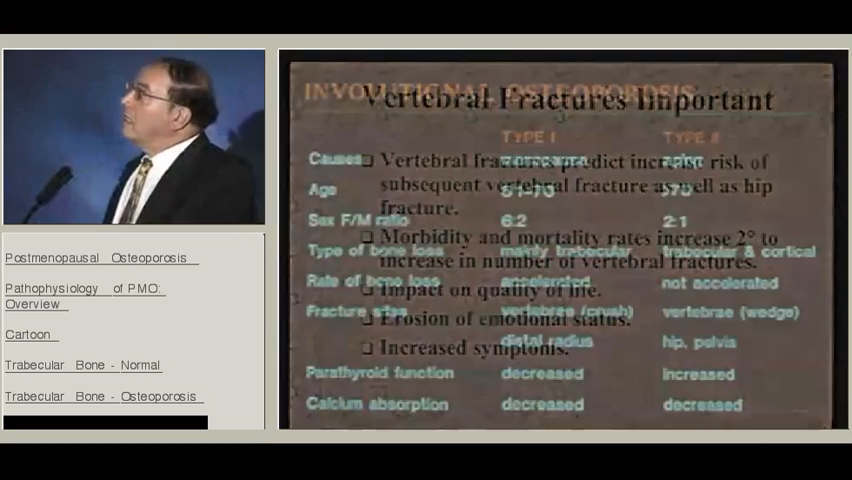 Postmenopausal Osteoporosis
Pathophysiology of PMO:
Overview
Cartoon
Trabecular Bone - Normal
Trabecular Bone - Osteoporosis
Vertebral Fractures Important
❑ Vertebral fractures predict increase risk of
subsequent vertebral fracture as well as hip
fracture.
❑ Morbidity and mortality rates increase 2° to
increase in number of vertebral fractures.
❑ Impact on quality of life.
❑ Erosion of emotional status.
❑ Increased symptoms.
INVOLUTIONAL OSTEOPOROSIS
TYPE I TYPE II
Causes
Age 51-70 >70
Sex F/M ratio 6:2 2:1
Type of bone loss mainly trabecular trabecular & cortical
Rate of bone loss accelerated not accelerated
Fracture sites vertebrae (crush) vertebrae (wedge)
distal radius hip, pelvis
Parathyroid function decreased increased
Calcium absorption decreased decreased